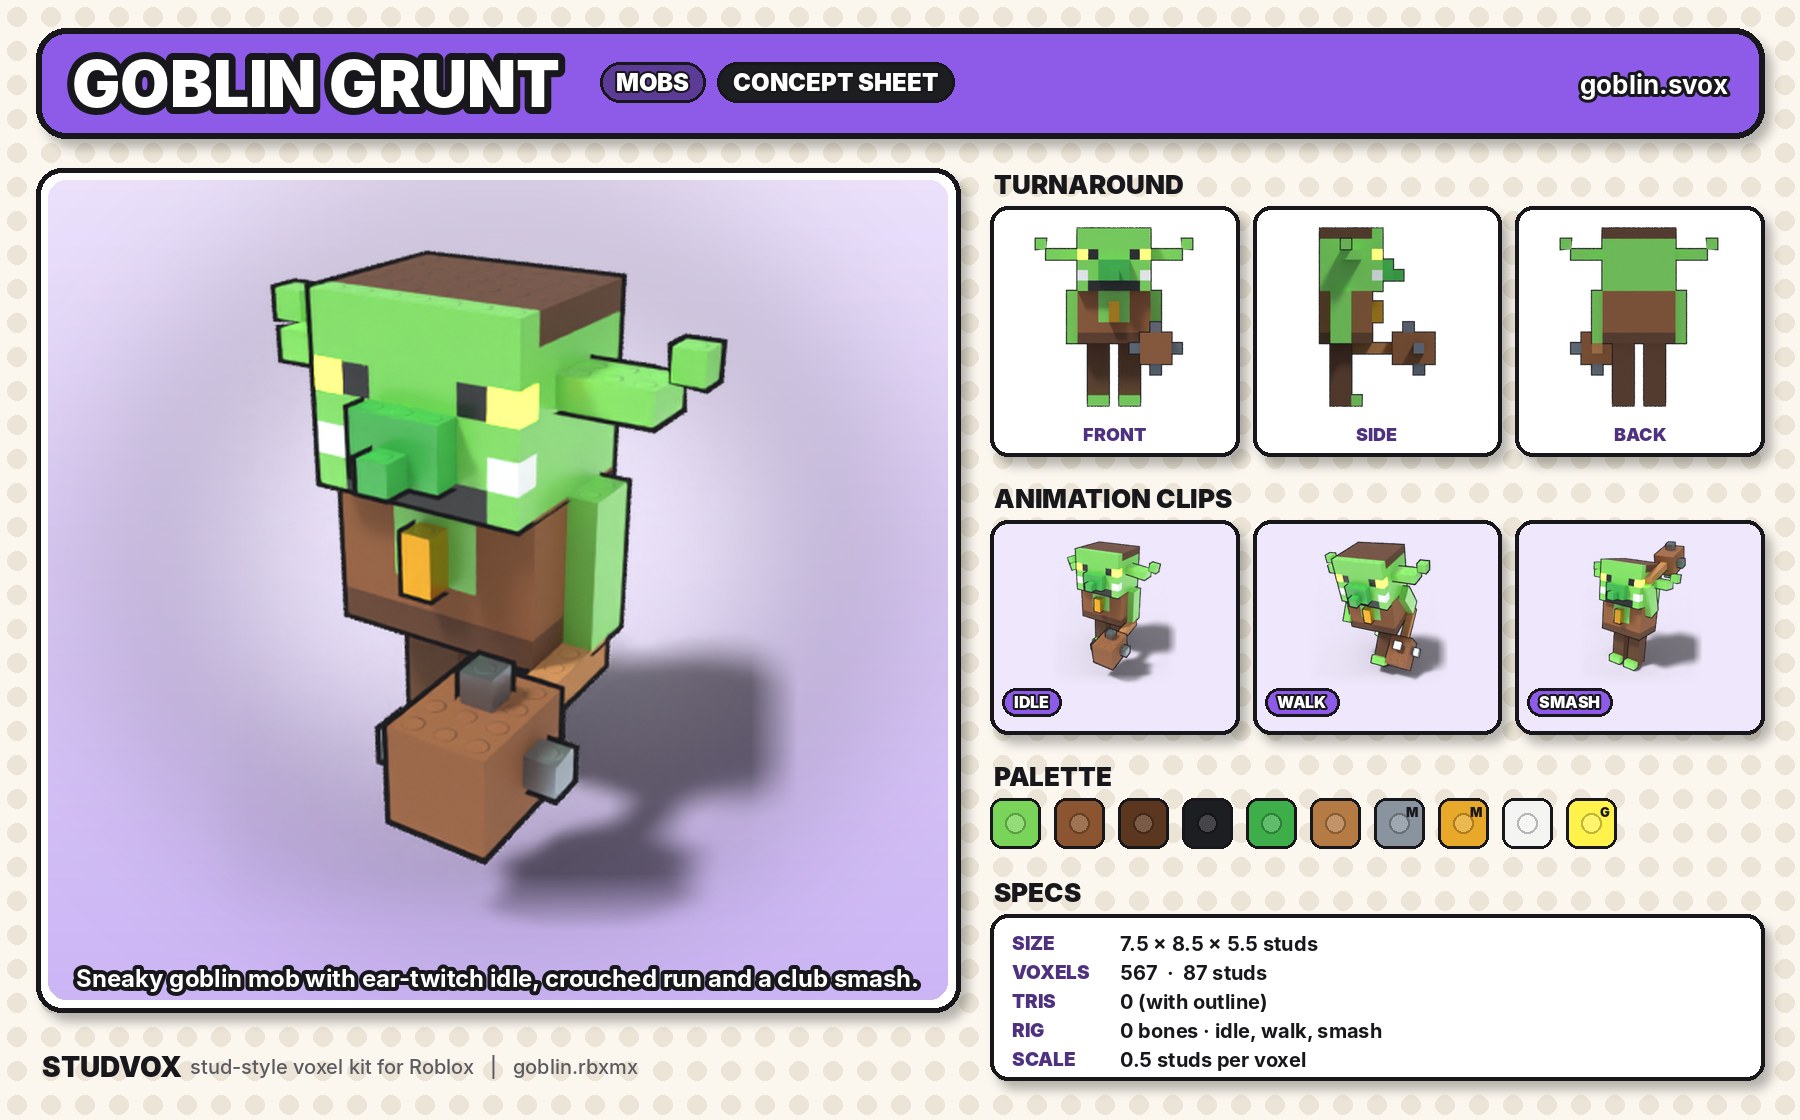 GOBLIN GRUNT
MOBS
CONCEPT SHEET
goblin.svox
Sneaky goblin mob with ear-twitch idle, crouched run and a club smash.
TURNAROUND
FRONT
SIDE
BACK
ANIMATION CLIPS
IDLE
WALK
SMASH
PALETTE
M
M
G
SPECS
SIZE 7.5 × 8.5 × 5.5 studs
VOXELS 567 · 87 studs
TRIS 0 (with outline)
RIG 0 bones · idle, walk, smash
SCALE 0.5 studs per voxel
STUDVOX stud-style voxel kit for Roblox | goblin.rbxmx